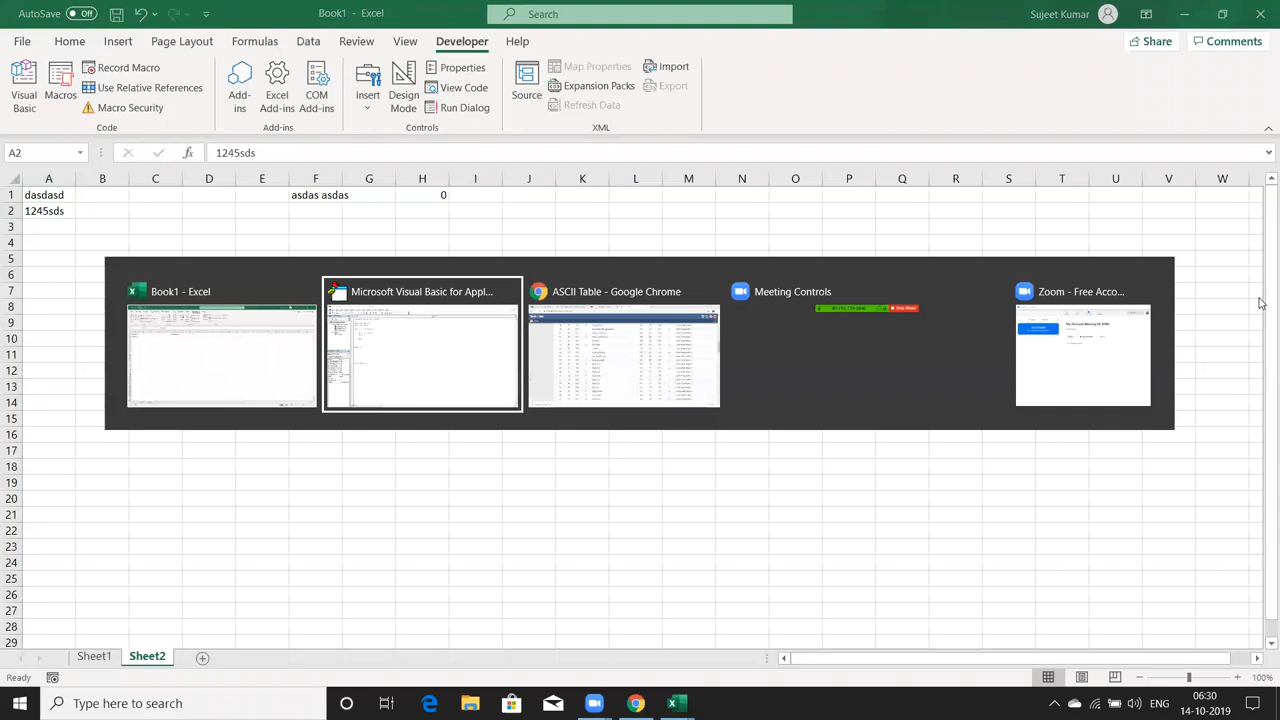 AutoSave Off
Book1 - Excel
Search
Sujeet Kumar
File Home Insert Page Layout Formulas Data Review View Developer Help
Share Comments
Visual Basic
Macros
Record Macro
Use Relative References
Macro Security
Code
Add-ins
Excel Add-ins
COM Add-ins
Add-ins
Insert
Design Mode
Properties
View Code
Run Dialog
Controls
Source
Map Properties
Expansion Packs
Refresh Data
Import
Export
XML
A2 fx 1245sds
A B C D E F G H I J K L M N O P Q R S T U V W
1 dasdasd asdas asdas 0
2 1245sds
3
4
5
6
7
8
9
10
11
12
13
14
15
16
17
18
19
20
21
22
23
24
25
26
27
28
29
Book1 - Excel
Microsoft Visual Basic for Appl...
ASCII Table - Google Chrome
Meeting Controls
Zoom - Free Acco...
Stop Share
Sheet1 Sheet2
Ready
100%
Type here to search
ENG
06:30
14-10-2019